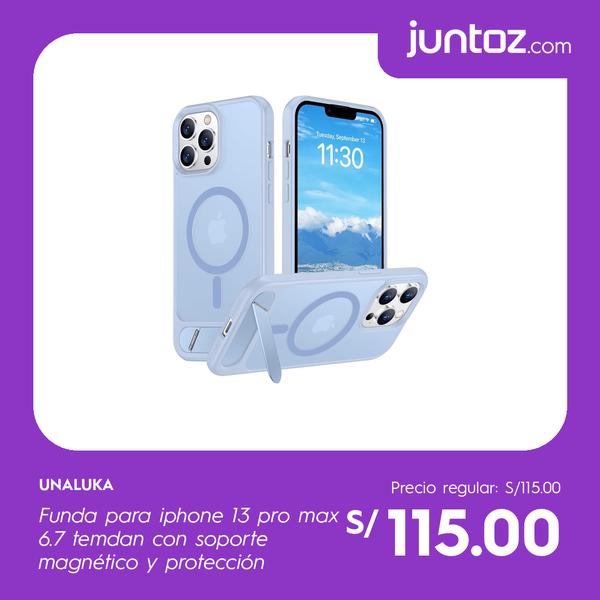 juntoz.com
Tuesday, September 13
11:30
UNALUKA
Funda para iphone 13 pro max
6.7 temdan con soporte
magnético y protección
Precio regular: S/115.00
S/ 115.00